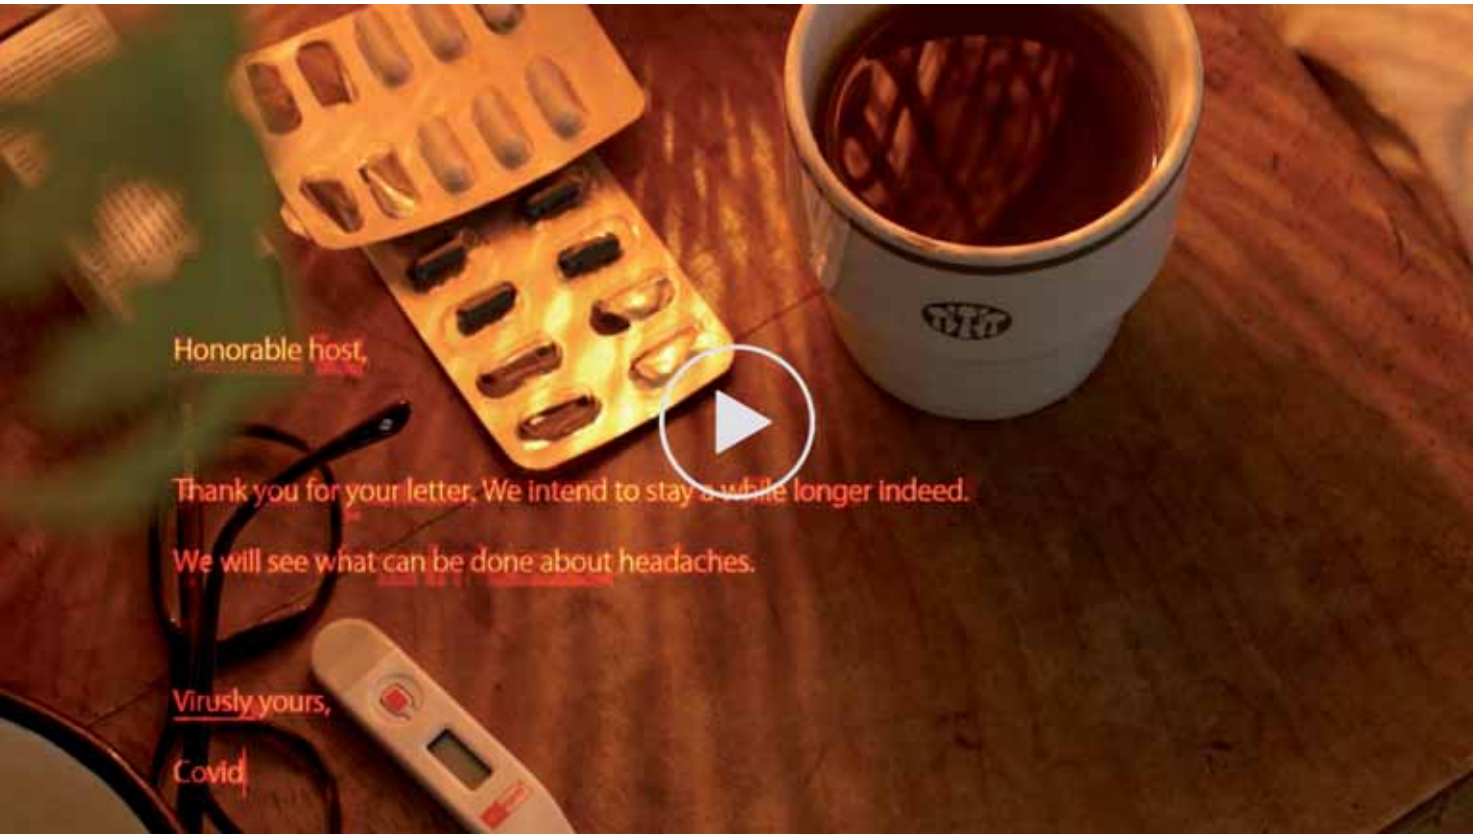 Honorable host,
Thank you for your letter. We intend to stay a while longer indeed.
We will see what can be done about headaches.
Virusly yours,
Covid